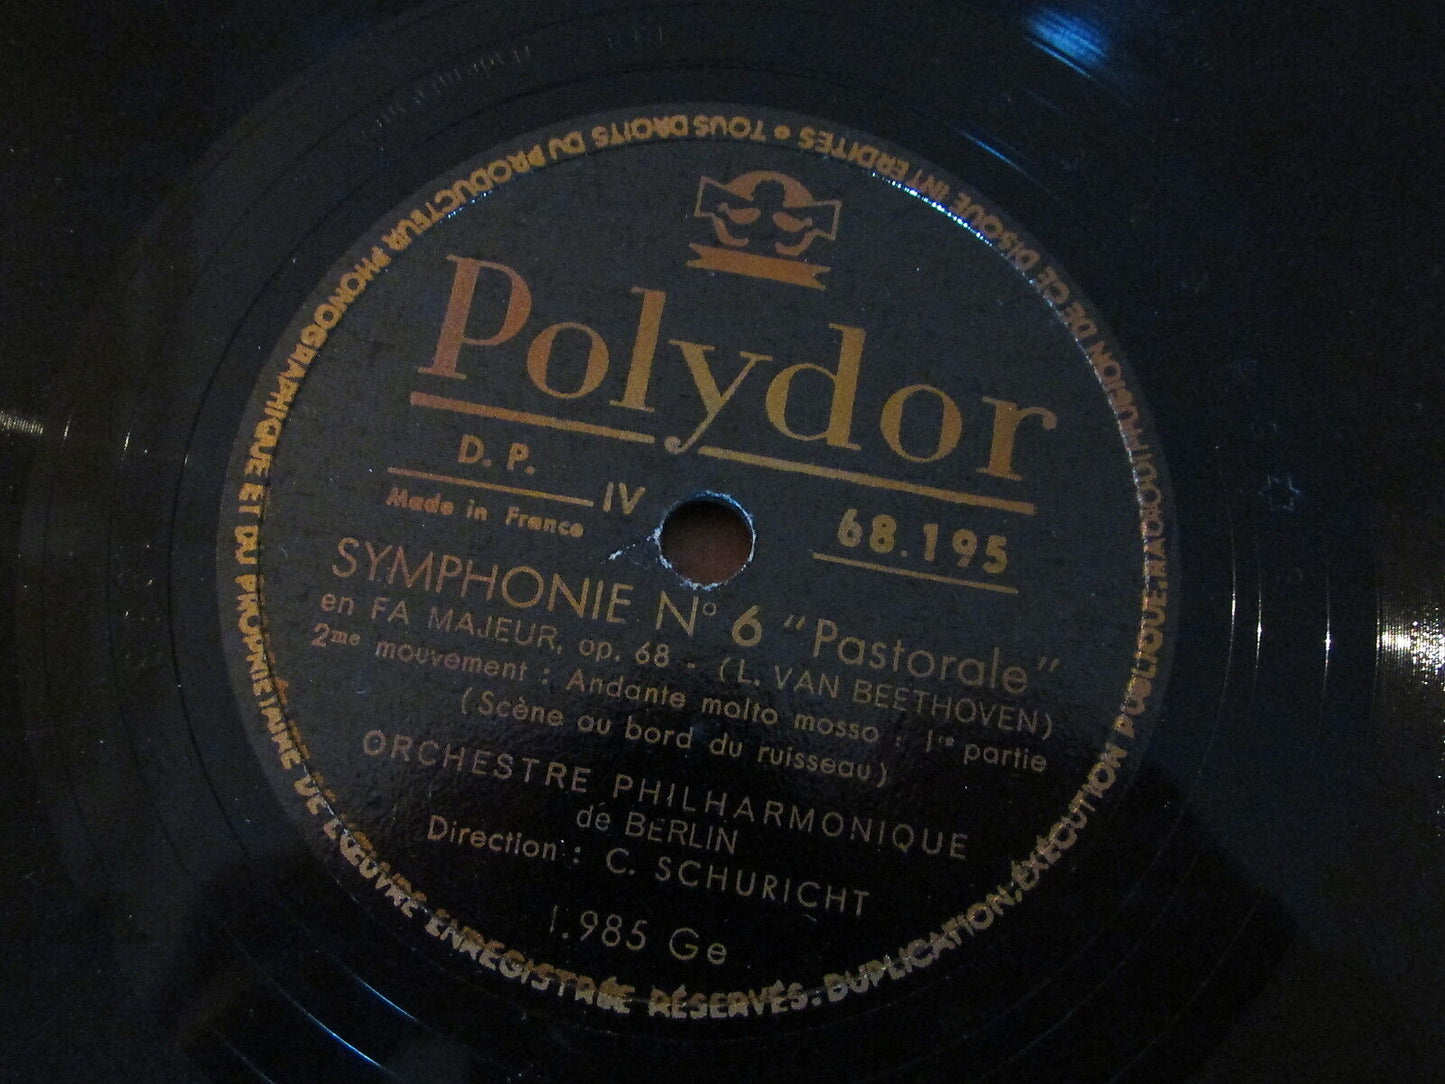 Polydor
D. P.
IV
Made in France
68.195
SYMPHONIE No 6 "Pastorale"
en FA MAJEUR, op. 68 - (L. VAN BEETHOVEN)
2me mouvement : Andante molto mosso : 1re partie
(Scène au bord du ruisseau)
ORCHESTRE PHILHARMONIQUE
de BERLIN
Direction : C. SCHURICHT
1.985 Ge
TOUS DROITS DU PRODUCTEUR PHONOGRAPHIQUE ET DU PROPRIÉTAIRE DE L'ŒUVRE ENREGISTRÉE RÉSERVÉS. DUPLICATION, EXÉCUTION PUBLIQUE, RADIODIFFUSION DE CE DISQUE INTERDITES •